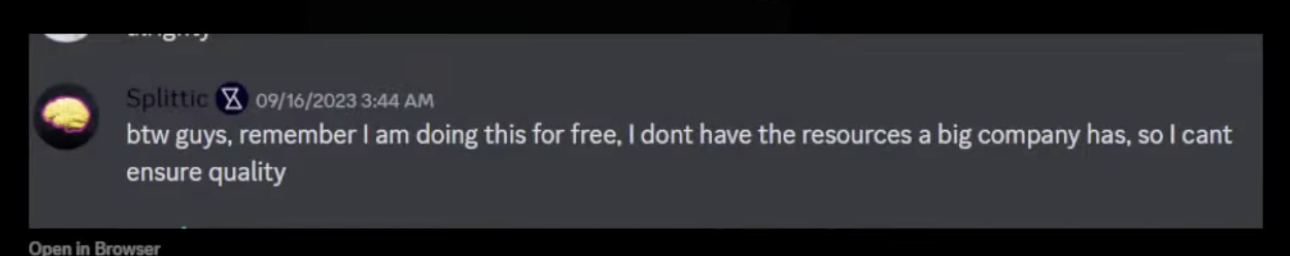 alrighty
Splittic 09/16/2023 3:44 AM
btw guys, remember I am doing this for free, I dont have the resources a big company has, so I cant
ensure quality
Open in Browser